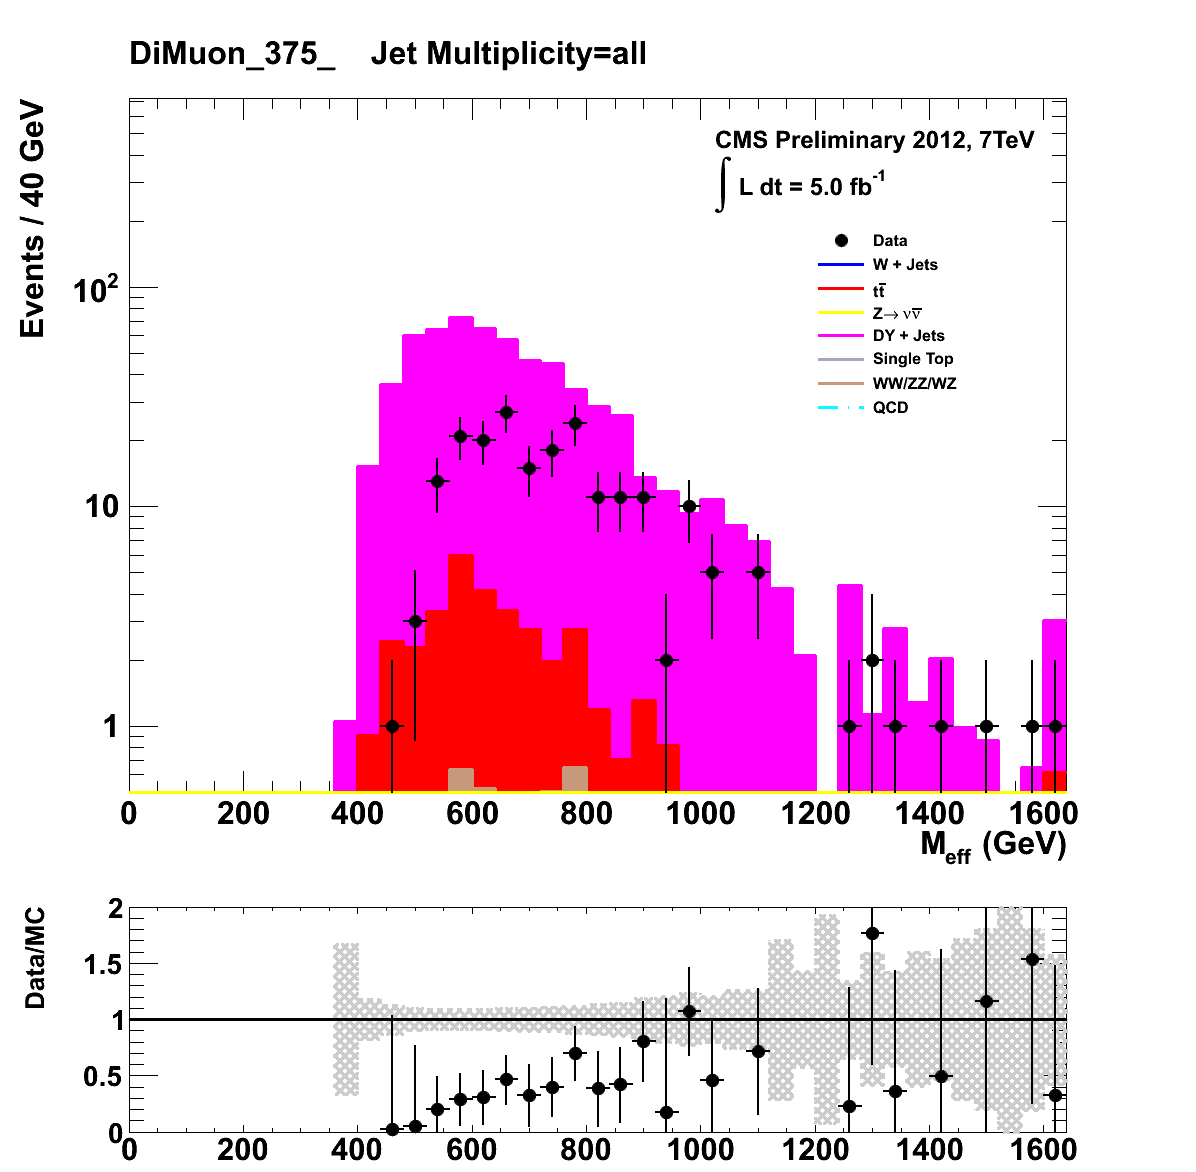 DiMuon_375_ Jet Multiplicity=all
Events / 40 GeV
CMS Preliminary 2012, 7TeV
∫ L dt = 5.0 fb⁻¹
Data
W + Jets
tt̅
Z→ νν̅
DY + Jets
Single Top
WW/ZZ/WZ
QCD
10²
10
1
0 200 400 600 800 1000 1200 1400 1600
M_eff (GeV)
Data/MC
2
1.5
1
0.5
0
0 200 400 600 800 1000 1200 1400 1600